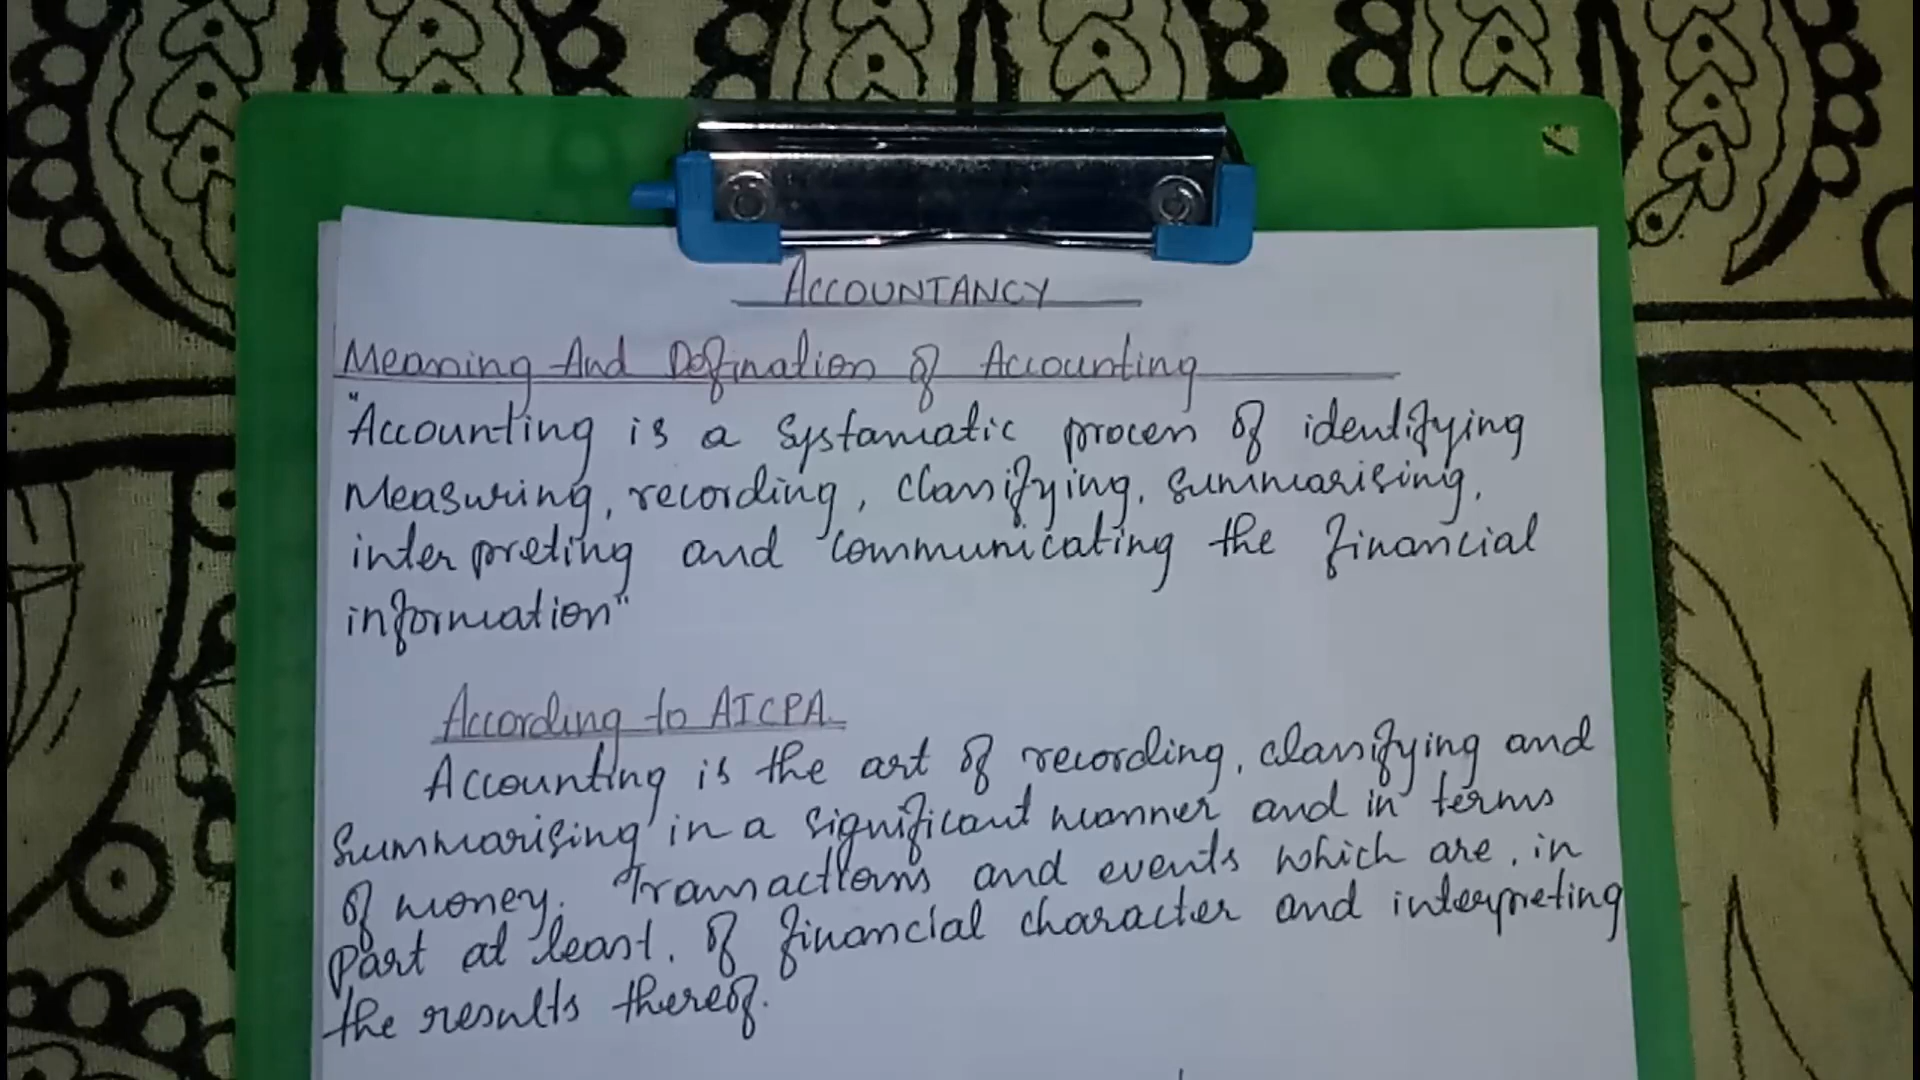 ACCOUNTANCY
Meaning And Defination of Accounting
"Accounting is a Systamatic process of identifying
Measuring, recording, classifying, summarising,
interpreting and communicating the financial
information"
According to AICPA.
Accounting is the art of recording, classifying and
Summarising in a significant manner and in terms
of money. Transactions and events which are, in
Part at least, of financial character and interpreting
the results thereof.